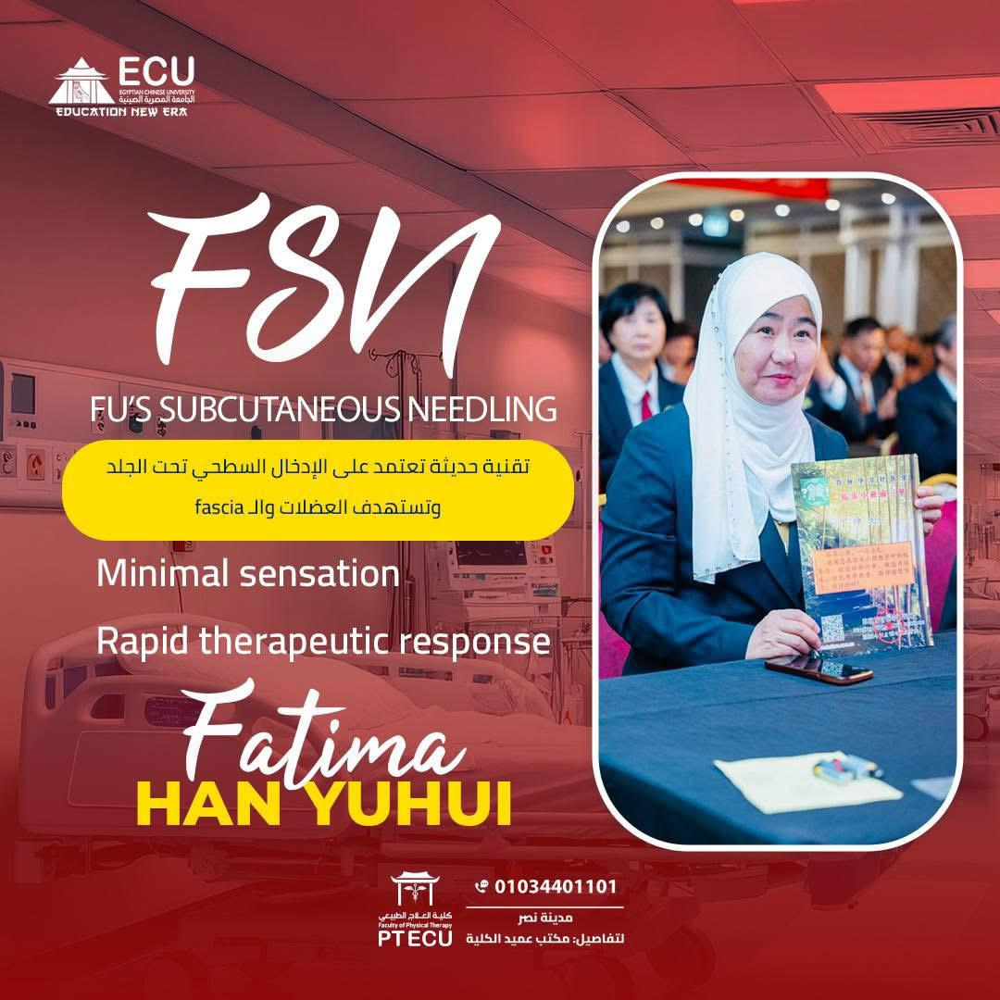 ECU
EGYPTIAN CHINESE UNIVERSITY
الجامعة المصرية الصينية
EDUCATION NEW ERA
FSN
FU'S SUBCUTANEOUS NEEDLING
تقنية حديثة تعتمد على الإدخال السطحي تحت الجلد
وتستهدف العضلات والـ fascia
Minimal sensation
Rapid therapeutic response
Fatima
HAN YUHUI
كلية العلاج الطبيعي
Faculty of Physical Therapy
PTECU
01034401101
مدينة نصر
لتفاصيل: مكتب عميد الكلية